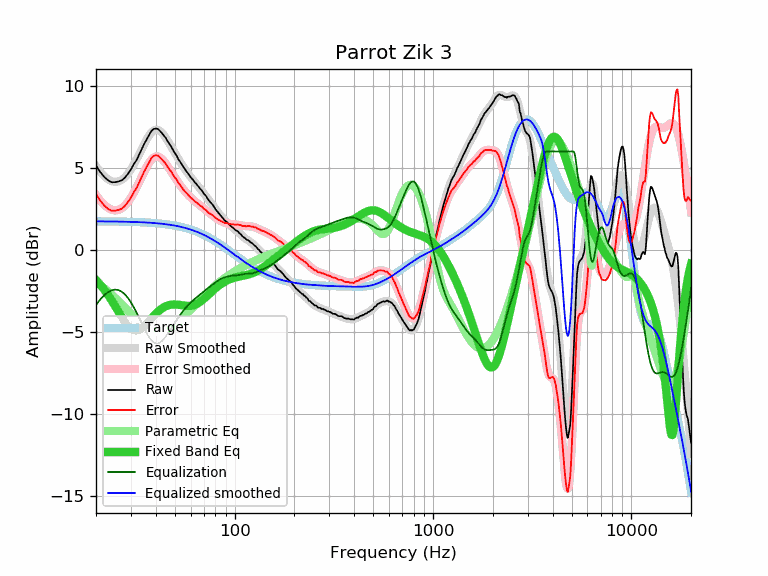 Parrot Zik 3
10
5
0
−5
−10
−15
Amplitude (dBr)
Target
Raw Smoothed
Error Smoothed
Raw
Error
Parametric Eq
Fixed Band Eq
Equalization
Equalized smoothed
100
1000
10000
Frequency (Hz)